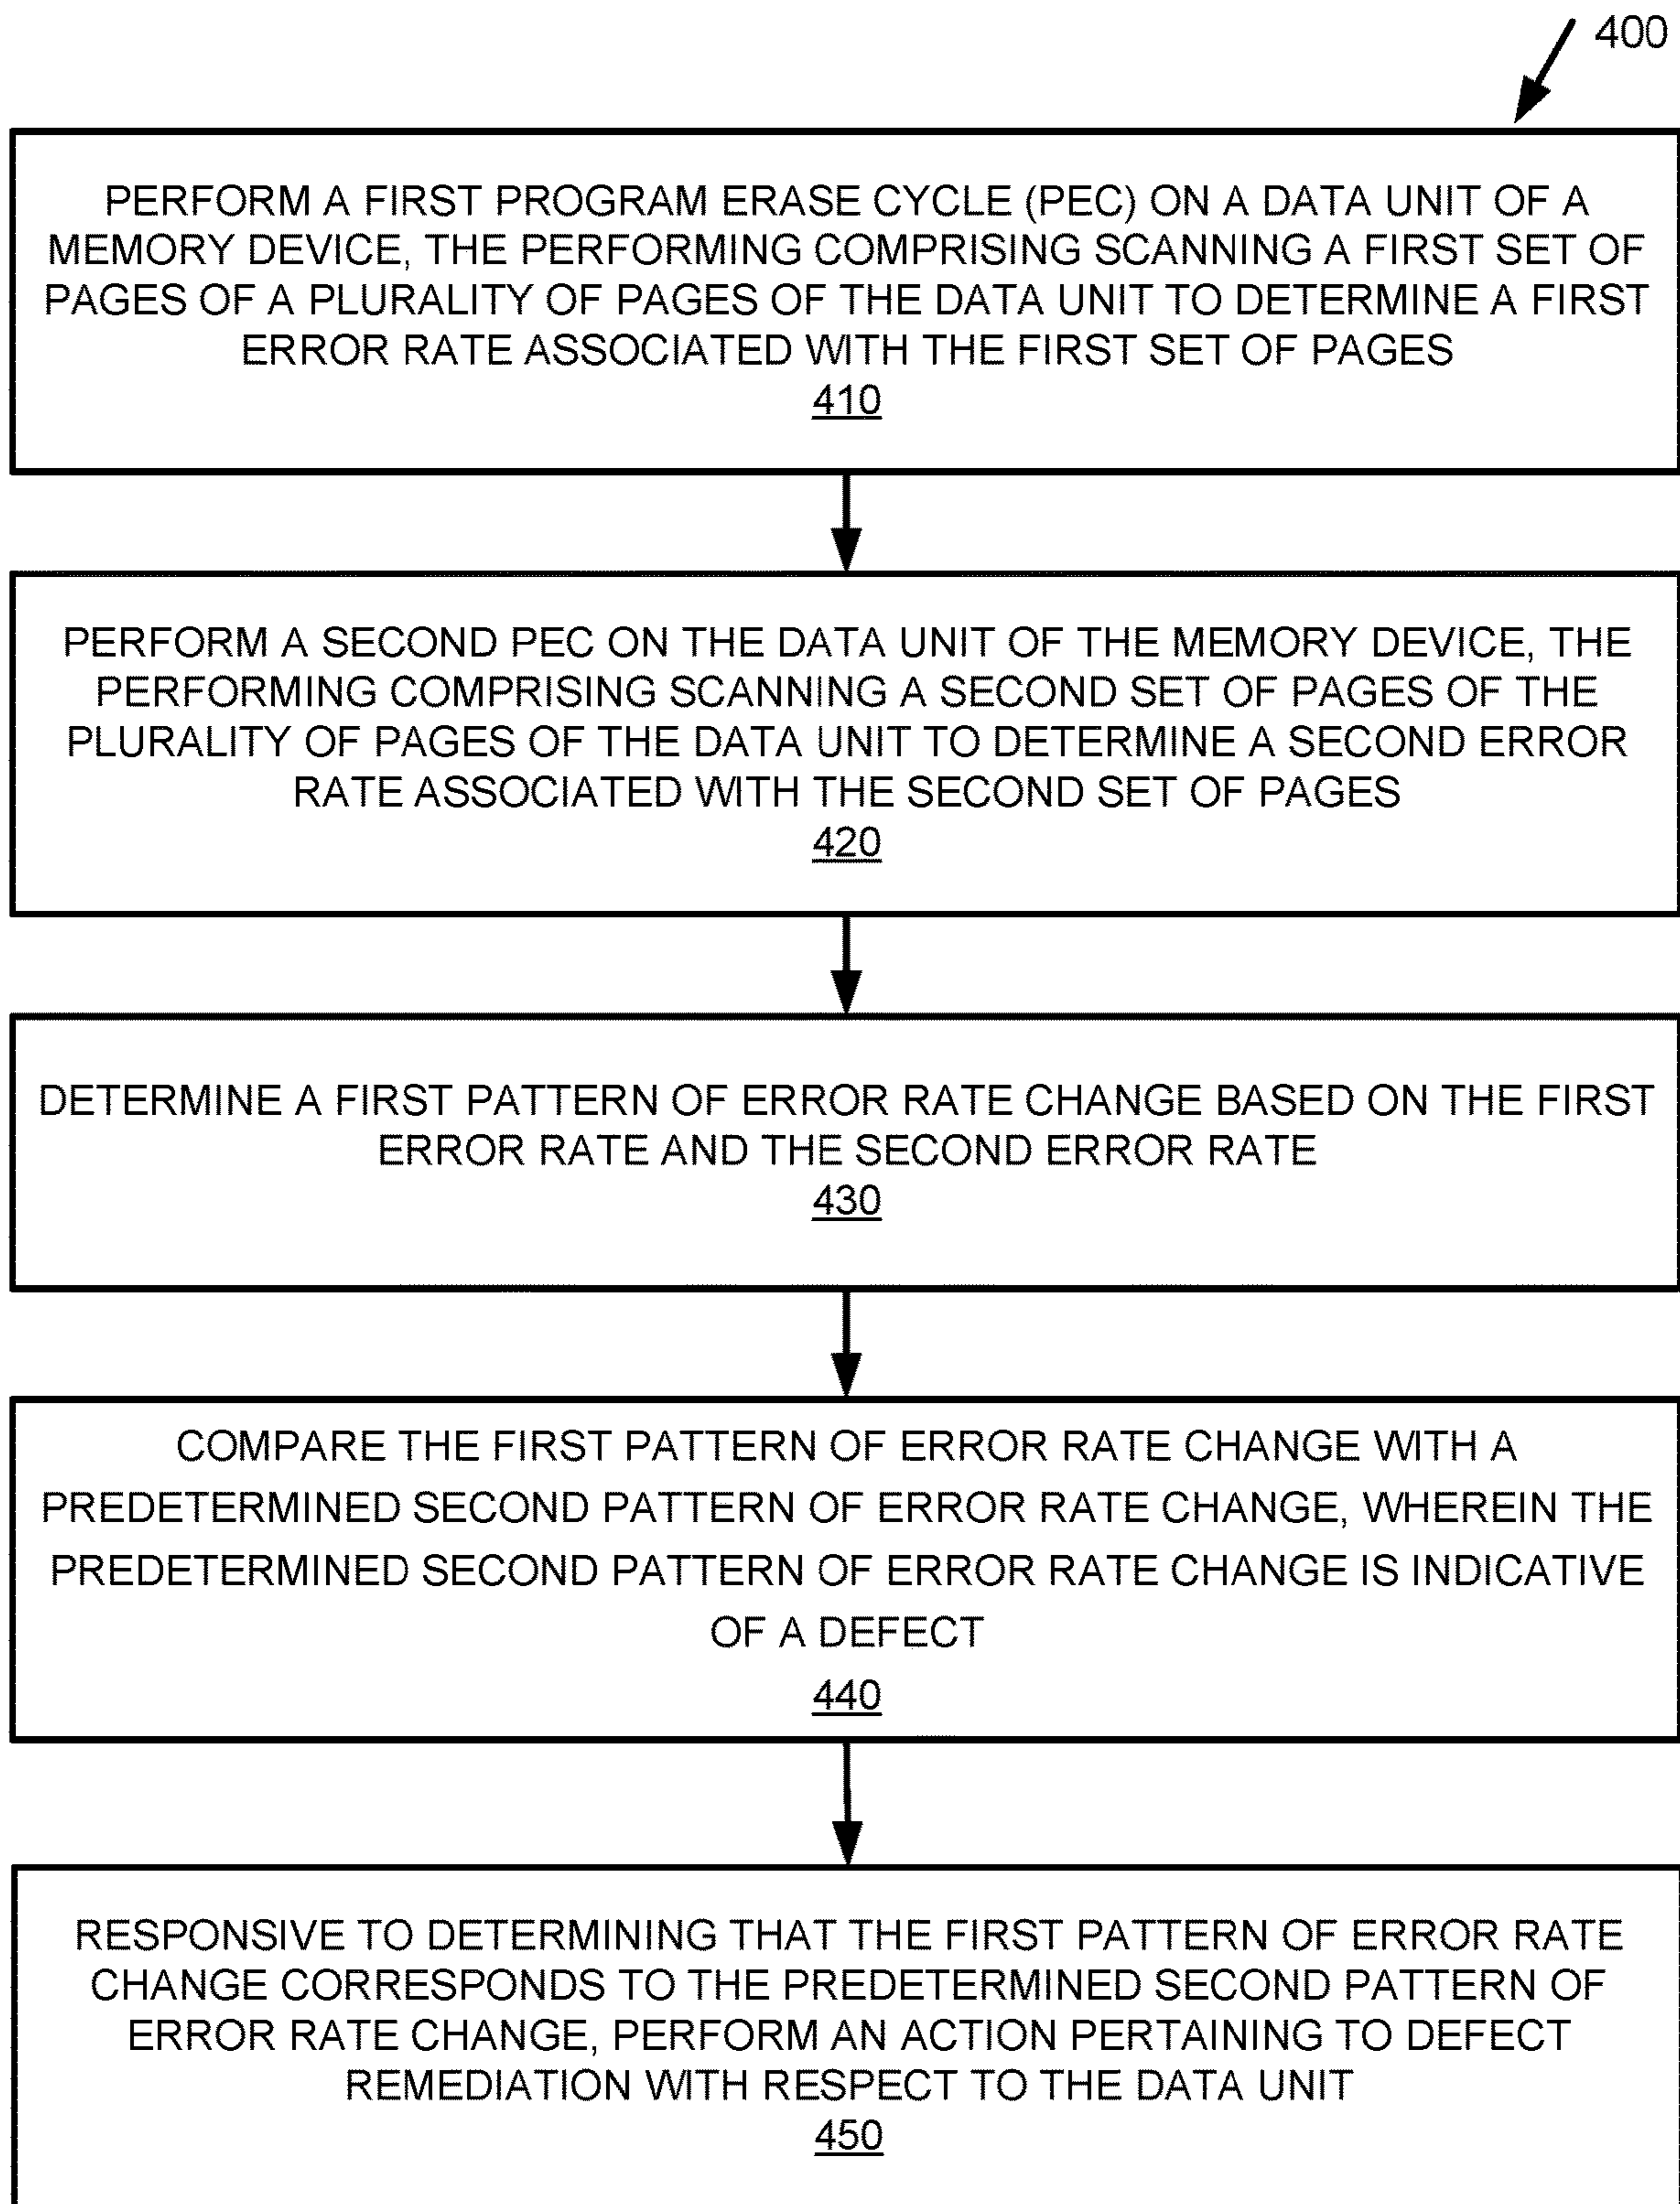 400
PERFORM A FIRST PROGRAM ERASE CYCLE (PEC) ON A DATA UNIT OF A
MEMORY DEVICE, THE PERFORMING COMPRISING SCANNING A FIRST SET OF
PAGES OF A PLURALITY OF PAGES OF THE DATA UNIT TO DETERMINE A FIRST
ERROR RATE ASSOCIATED WITH THE FIRST SET OF PAGES
410
PERFORM A SECOND PEC ON THE DATA UNIT OF THE MEMORY DEVICE, THE
PERFORMING COMPRISING SCANNING A SECOND SET OF PAGES OF THE
PLURALITY OF PAGES OF THE DATA UNIT TO DETERMINE A SECOND ERROR
RATE ASSOCIATED WITH THE SECOND SET OF PAGES
420
DETERMINE A FIRST PATTERN OF ERROR RATE CHANGE BASED ON THE FIRST
ERROR RATE AND THE SECOND ERROR RATE
430
COMPARE THE FIRST PATTERN OF ERROR RATE CHANGE WITH A
PREDETERMINED SECOND PATTERN OF ERROR RATE CHANGE, WHEREIN THE
PREDETERMINED SECOND PATTERN OF ERROR RATE CHANGE IS INDICATIVE
OF A DEFECT
440
RESPONSIVE TO DETERMINING THAT THE FIRST PATTERN OF ERROR RATE
CHANGE CORRESPONDS TO THE PREDETERMINED SECOND PATTERN OF
ERROR RATE CHANGE, PERFORM AN ACTION PERTAINING TO DEFECT
REMEDIATION WITH RESPECT TO THE DATA UNIT
450